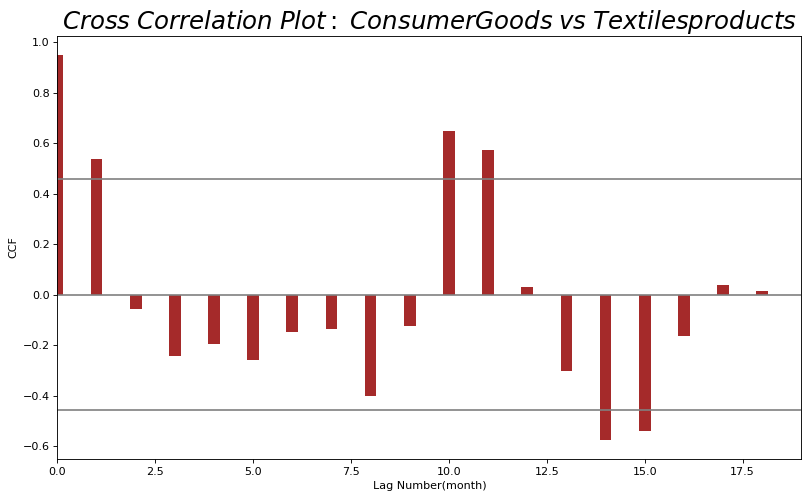 Cross Correlation Plot: ConsumerGoods vs Textilesproducts
1.0
0.8
0.6
0.4
0.2
0.0
−0.2
−0.4
−0.6
CCF
0.0 2.5 5.0 7.5 10.0 12.5 15.0 17.5
Lag Number(month)